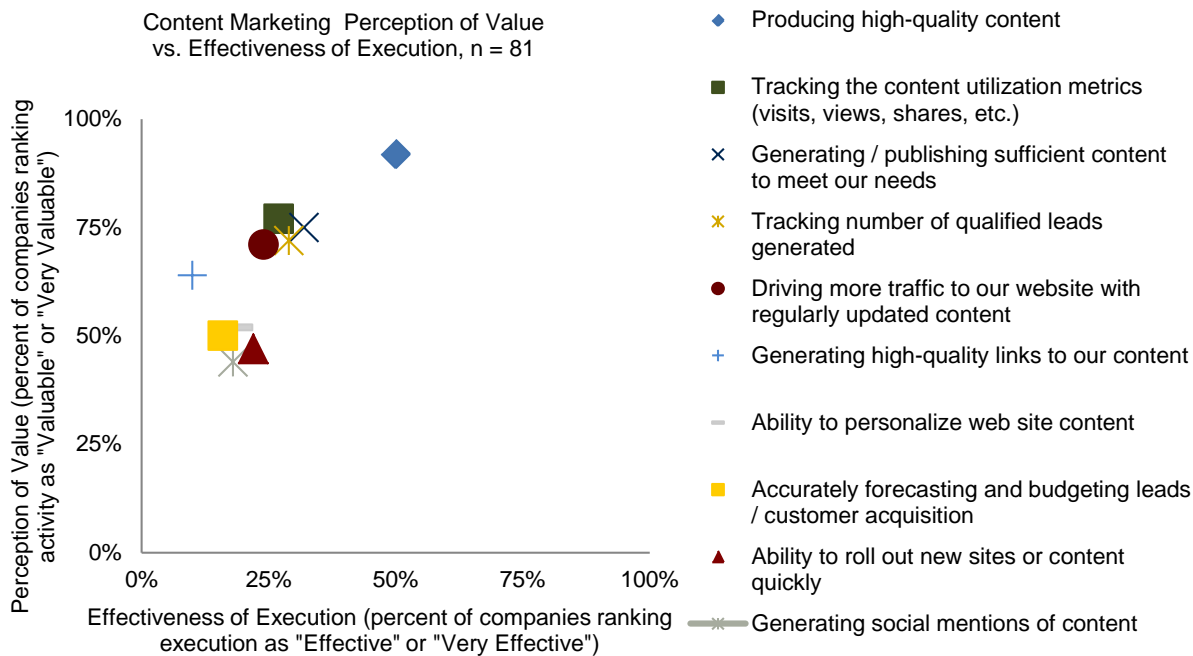 Content Marketing  Perception of Value
vs. Effectiveness of Execution, n = 81
Perception of Value (percent of companies ranking
activity as "Valuable" or "Very Valuable")
100%
75%
50%
25%
0%
0% 25% 50% 75% 100%
Effectiveness of Execution (percent of companies ranking
execution as "Effective" or "Very Effective")
Producing high-quality content
Tracking the content utilization metrics
(visits, views, shares, etc.)
Generating / publishing sufficient content
to meet our needs
Tracking number of qualified leads
generated
Driving more traffic to our website with
regularly updated content
Generating high-quality links to our content
Ability to personalize web site content
Accurately forecasting and budgeting leads
/ customer acquisition
Ability to roll out new sites or content
quickly
Generating social mentions of content